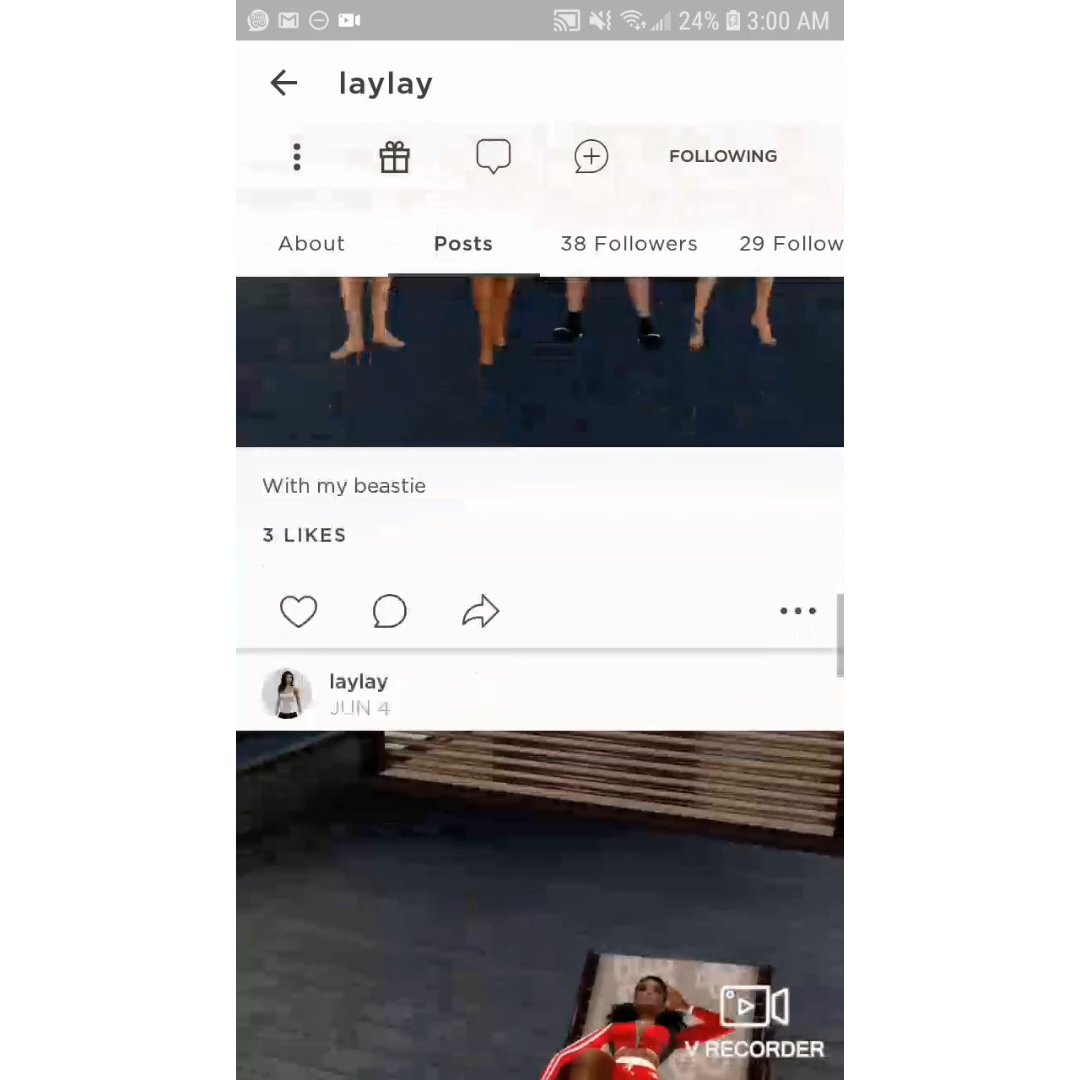 24% 3:00 AM
laylay
FOLLOWING
About Posts 38 Followers 29 Follow
With my beastie
3 LIKES
laylay
JUN 4
V RECORDER